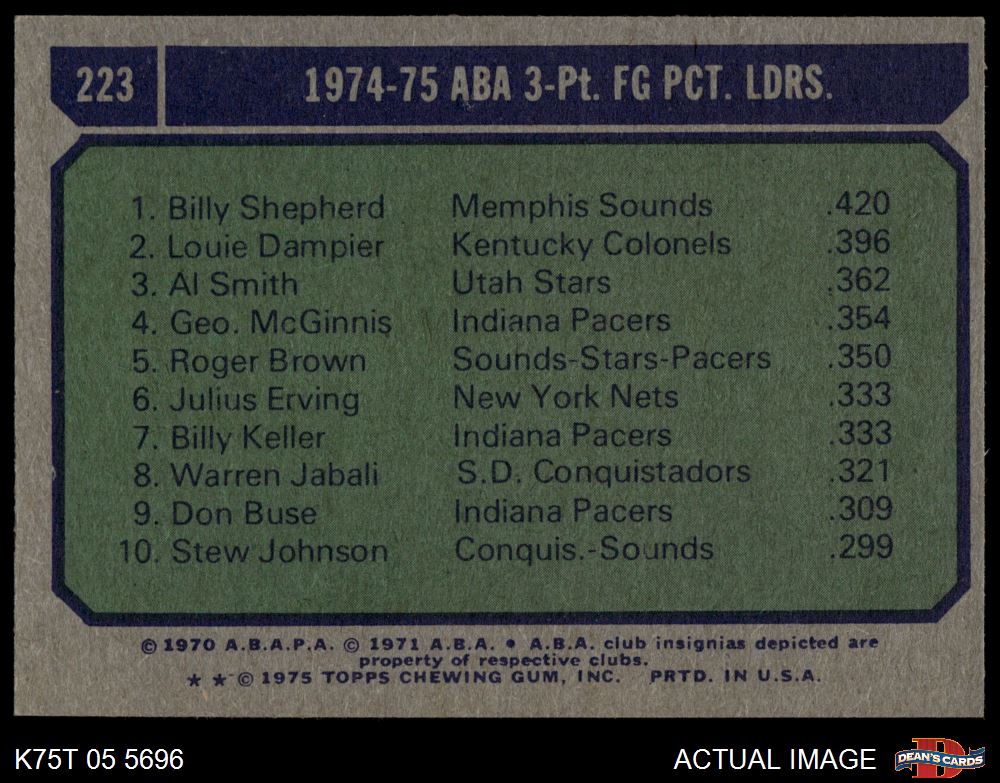 223 1974-75 ABA 3-Pt. FG PCT. LDRS.
1. Billy Shepherd Memphis Sounds .420
2. Louie Dampier Kentucky Colonels .396
3. Al Smith Utah Stars .362
4. Geo. McGinnis Indiana Pacers .354
5. Roger Brown Sounds-Stars-Pacers .350
6. Julius Erving New York Nets .333
7. Billy Keller Indiana Pacers .333
8. Warren Jabali S.D. Conquistadors .321
9. Don Buse Indiana Pacers .309
10. Stew Johnson Conquis.-Sounds .299
© 1970 A.B.A.P.A. © 1971 A.B.A. • A.B.A. club insignias depicted are
property of respective clubs.
★ ★ © 1975 TOPPS CHEWING GUM, INC. PRTD. IN U.S.A.
K75T 05 5696 ACTUAL IMAGE D DEAN'S CARDS